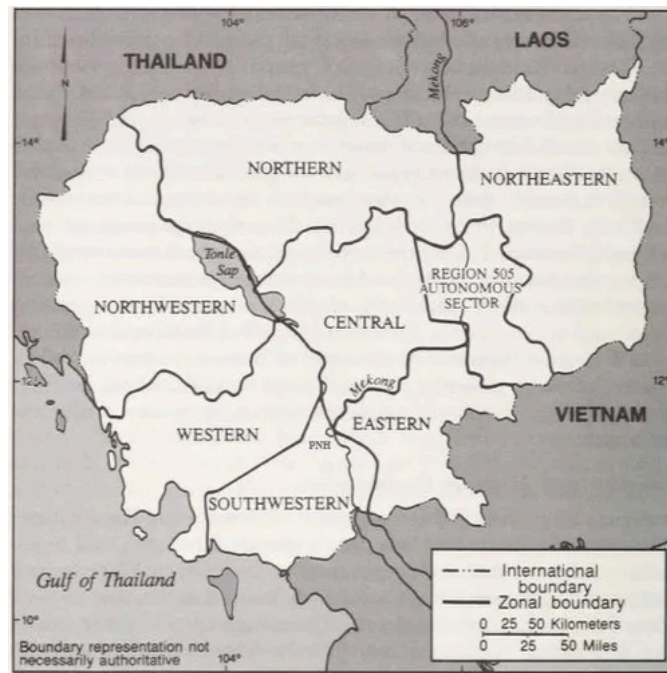 104°
106°
THAILAND
LAOS
Mekong
14°
14°
NORTHERN
NORTHEASTERN
Tonle
Sap
REGION 505
AUTONOMOUS
SECTOR
NORTHWESTERN
CENTRAL
12°
12°
Mekong
VIETNAM
WESTERN
EASTERN
PNH
SOUTHWESTERN
Gulf of Thailand
International
boundary
Zonal boundary
0 25 50 Kilometers
0 25 50 Miles
10°
Boundary representation not
necessarily authoritative
104°